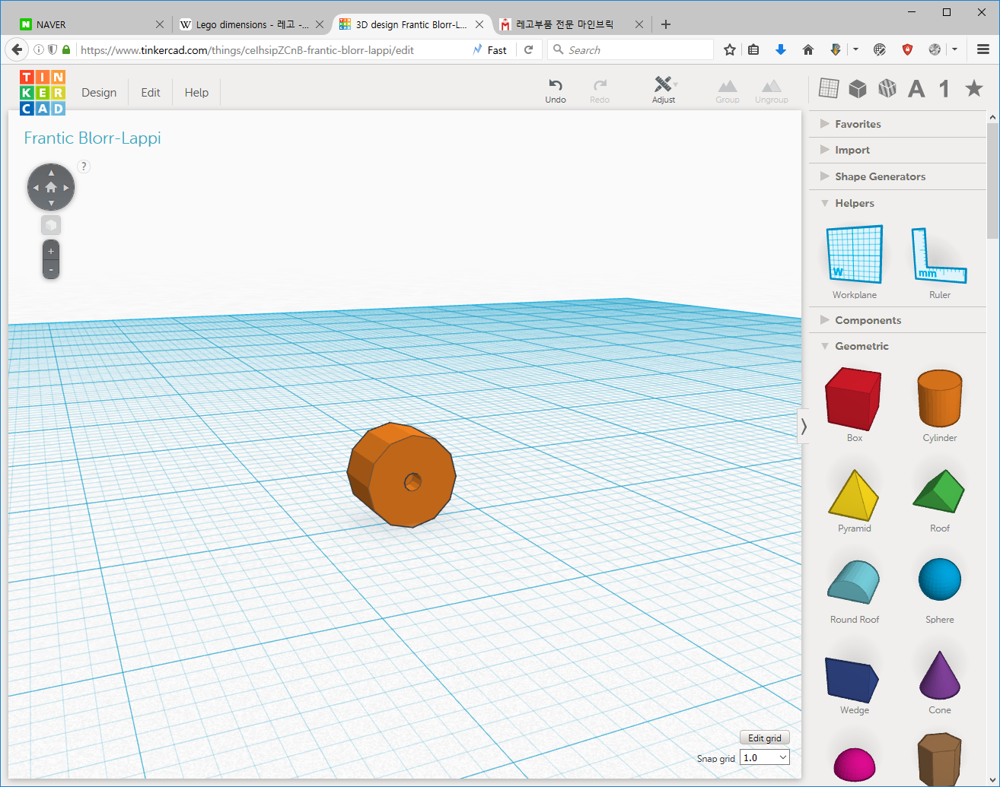 NAVER
Lego dimensions - 레고 -...
3D design Frantic Blorr-L...
레고부품 전문 마인브릭
https://www.tinkercad.com/things/celhsipZCnB-frantic-blorr-lappi/edit
Fast
Search
TIN
KER
CAD
Design
Edit
Help
Undo
Redo
Adjust
Group
Ungroup
A
1
Frantic Blorr-Lappi
?
+
-
Favorites
Import
Shape Generators
Helpers
W
mm
Workplane
Ruler
Components
Geometric
Box
Cylinder
Pyramid
Roof
Round Roof
Sphere
Wedge
Cone
Edit grid
Snap grid
1.0